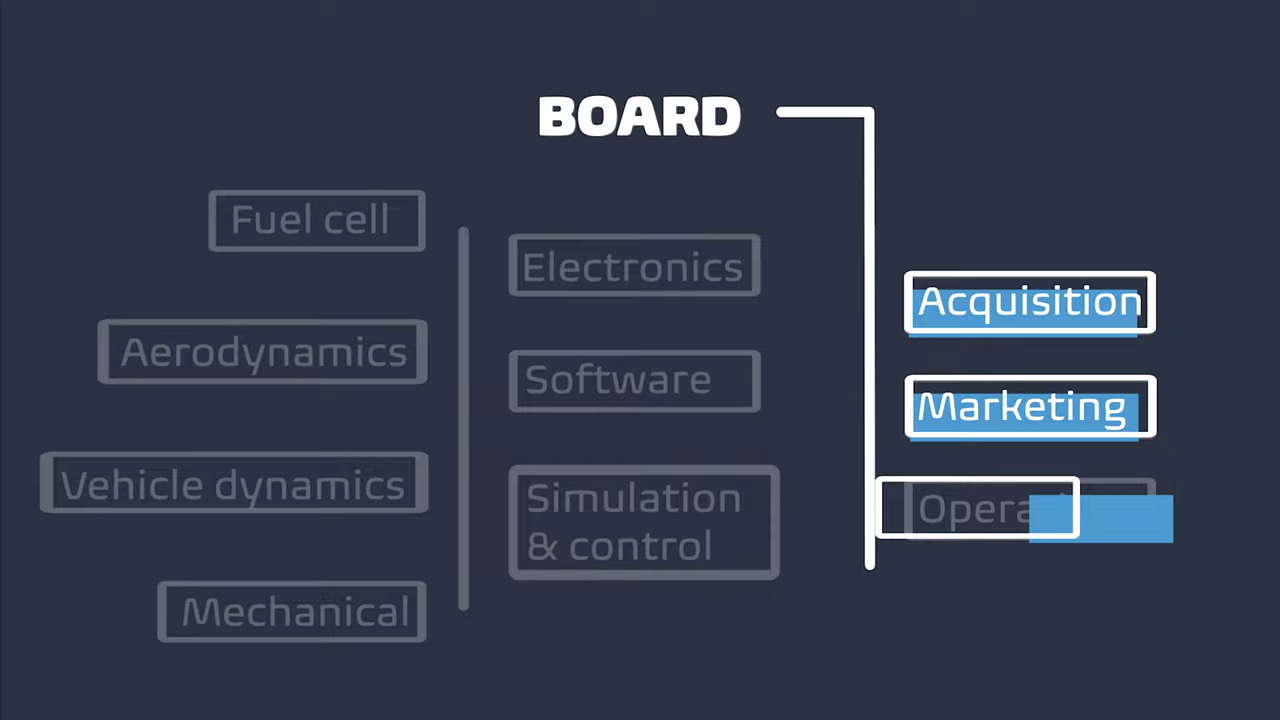 BOARD
Fuel cell
Aerodynamics
Vehicle dynamics
Mechanical
Electronics
Software
Simulation
& control
Acquisition
Marketing